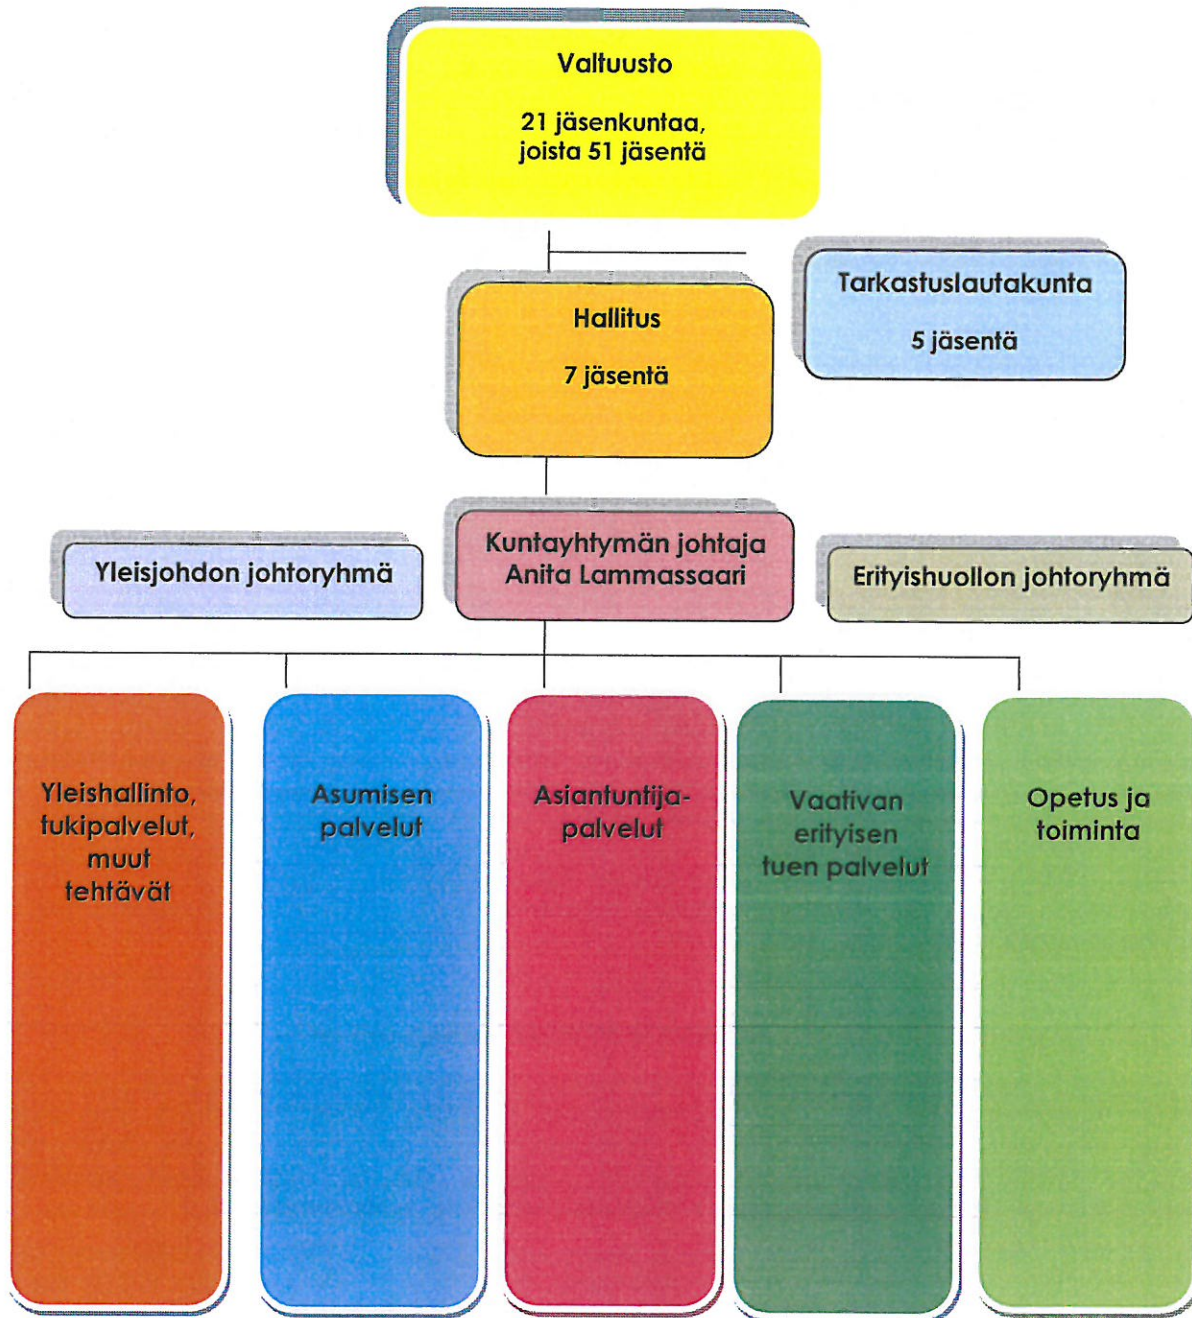 Valtuusto
21 jäsenkuntaa,
joista 51 jäsentä
Tarkastuslautakunta
5 jäsentä
Hallitus
7 jäsentä
Yleisjohdon johtoryhmä
Kuntayhtymän johtaja
Anita Lammassaari
Erityishuollon johtoryhmä
Yleishallinto,
tukipalvelut,
muut
tehtävät
Asumisen
palvelut
Asiantuntija-
palvelut
Vaativan
erityisen
tuen palvelut
Opetus ja
toiminta